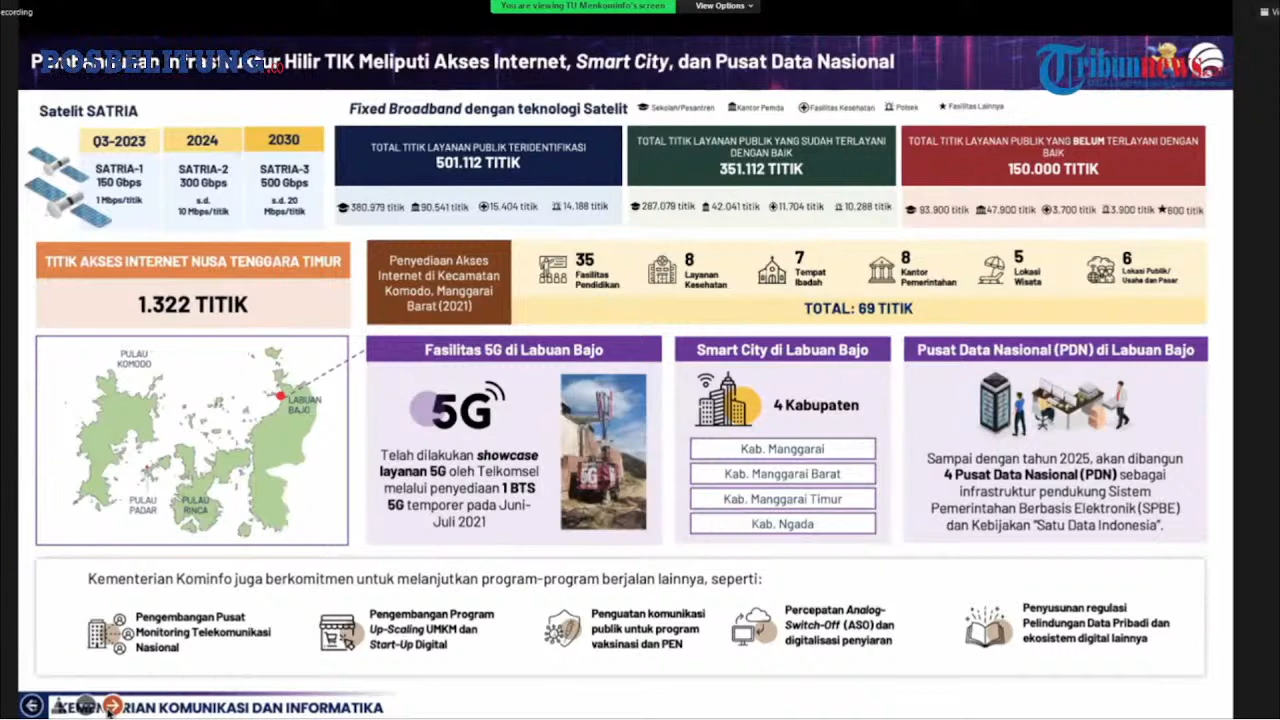 ecording
You are viewing TU Menkominfo's screen
View Options
POSBELITUNG.CO
Hilir TIK Meliputi Akses Internet, Smart City, dan Pusat Data Nasional
Tribunnews
Satelit SATRIA
Fixed Broadband dengan teknologi Satelit
Sekolah/Pesantren
Kantor Pemda
Fasilitas Kesehatan
Polsek
Fasilitas Lainnya
Q3-2023
2024
2030
SATRIA-1
150 Gbps
1 Mbps/titik
SATRIA-2
300 Gbps
s.d.
10 Mbps/titik
SATRIA-3
500 Gbps
s.d. 20
Mbps/titik
TOTAL TITIK LAYANAN PUBLIK TERIDENTIFIKASI
501.112 TITIK
380.979 titik
90.541 titik
15.404 titik
14.188 titik
TOTAL TITIK LAYANAN PUBLIK YANG SUDAH TERLAYANI
DENGAN BAIK
351.112 TITIK
287.079 titik
42.041 titik
11.704 titik
10.288 titik
TOTAL TITIK LAYANAN PUBLIK YANG BELUM TERLAYANI DENGAN
BAIK
150.000 TITIK
93.900 titik
47.900 titik
3.700 titik
3.900 titik
600 titik
TITIK AKSES INTERNET NUSA TENGGARA TIMUR
1.322 TITIK
Penyediaan Akses
Internet di Kecamatan
Komodo, Manggarai
Barat (2021)
35
Fasilitas
Pendidikan
8
Layanan
Kesehatan
7
Tempat
Ibadah
8
Kantor
Pemerintahan
5
Lokasi
Wisata
6
Lokasi Publik/
Usaha dan Pasar
TOTAL: 69 TITIK
PULAU
KOMODO
LABUAN
BAJO
PULAU
PADAR
PULAU
RINCA
Fasilitas 5G di Labuan Bajo
5G
Telah dilakukan showcase
layanan 5G oleh Telkomsel
melalui penyediaan 1 BTS
5G temporer pada Juni-
Juli 2021
5G
Smart City di Labuan Bajo
4 Kabupaten
Kab. Manggarai
Kab. Manggarai Barat
Kab. Manggarai Timur
Kab. Ngada
Pusat Data Nasional (PDN) di Labuan Bajo
Sampai dengan tahun 2025, akan dibangun
4 Pusat Data Nasional (PDN) sebagai
infrastruktur pendukung Sistem
Pemerintahan Berbasis Elektronik (SPBE)
dan Kebijakan "Satu Data Indonesia".
Kementerian Kominfo juga berkomitmen untuk melanjutkan program-program berjalan lainnya, seperti:
Pengembangan Pusat
Monitoring Telekomunikasi
Nasional
Pengembangan Program
Up-Scaling UMKM dan
Start-Up Digital
Penguatan komunikasi
publik untuk program
vaksinasi dan PEN
Percepatan Analog-
Switch-Off (ASO) dan
digitalisasi penyiaran
Penyusunan regulasi
Pelindungan Data Pribadi dan
ekosistem digital lainnya
KOMUNIKASI DAN INFORMATIKA